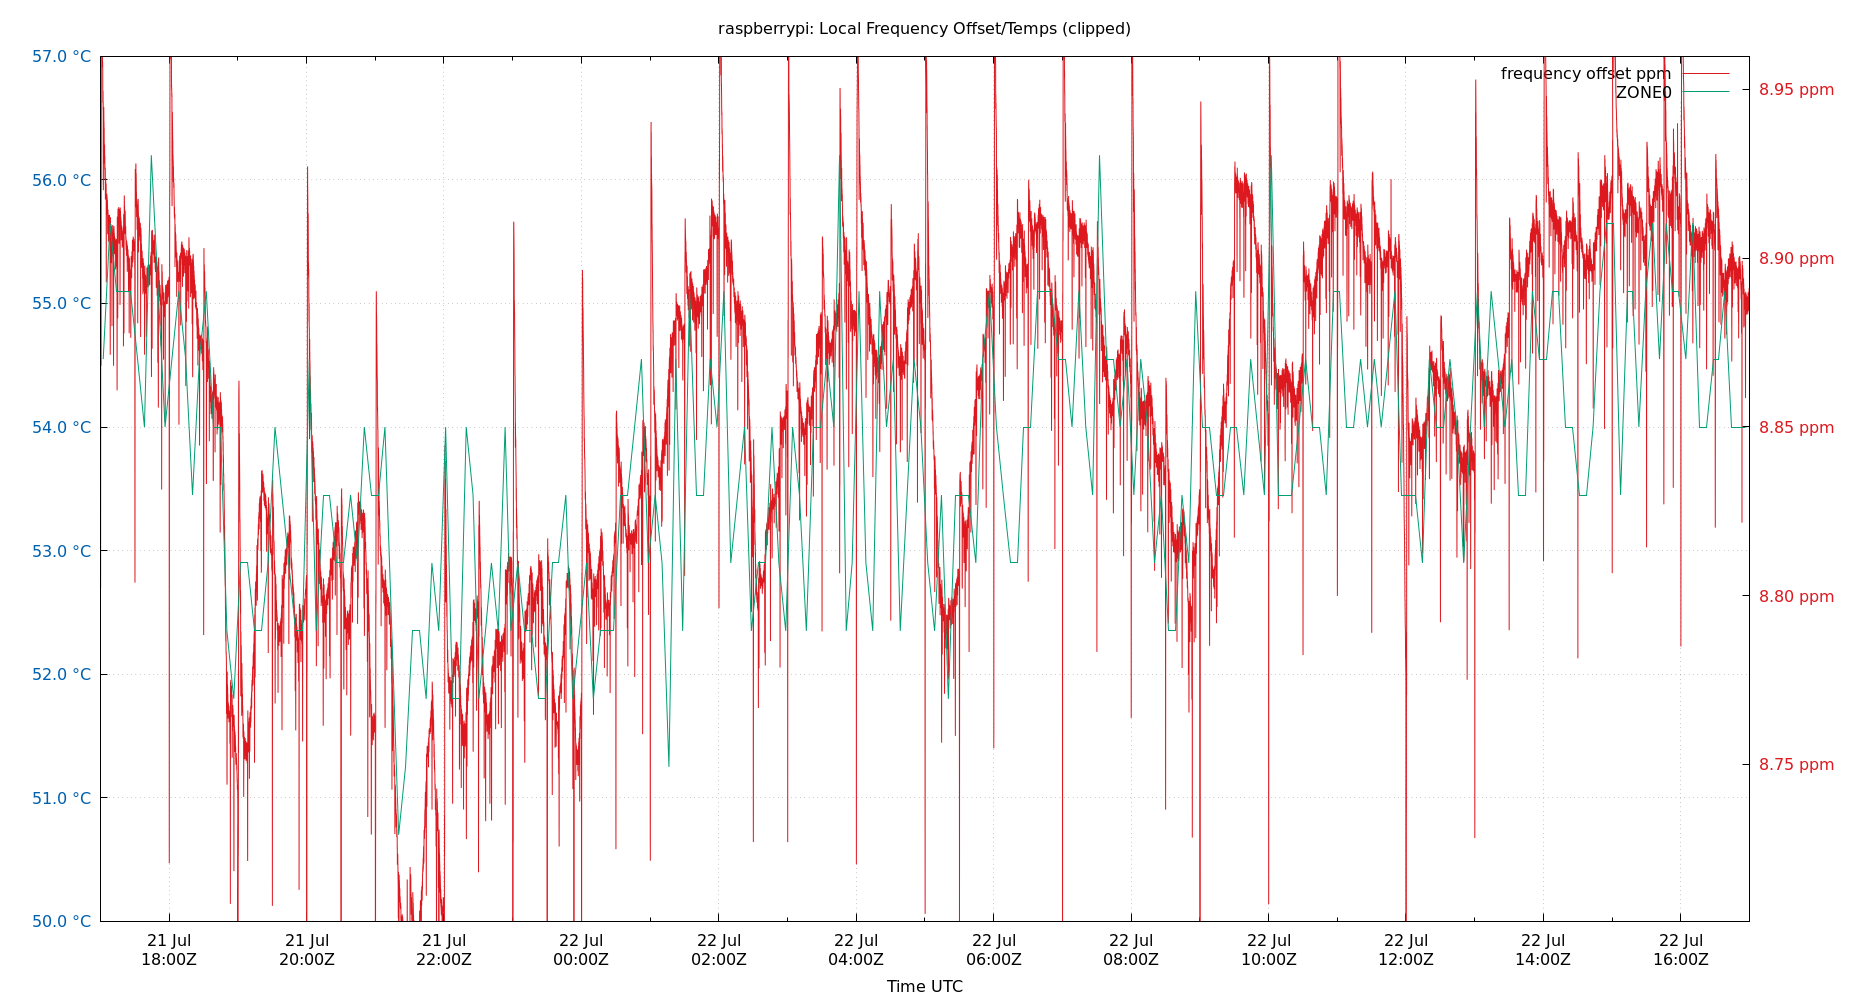 raspberrypi: Local Frequency Offset/Temps (clipped)
57.0 °C
56.0 °C
55.0 °C
54.0 °C
53.0 °C
52.0 °C
51.0 °C
50.0 °C
frequency offset ppm
ZONE0
8.95 ppm
8.90 ppm
8.85 ppm
8.80 ppm
8.75 ppm
21 Jul
18:00Z
21 Jul
20:00Z
21 Jul
22:00Z
22 Jul
00:00Z
22 Jul
02:00Z
22 Jul
04:00Z
22 Jul
06:00Z
22 Jul
08:00Z
22 Jul
10:00Z
22 Jul
12:00Z
22 Jul
14:00Z
22 Jul
16:00Z
Time UTC